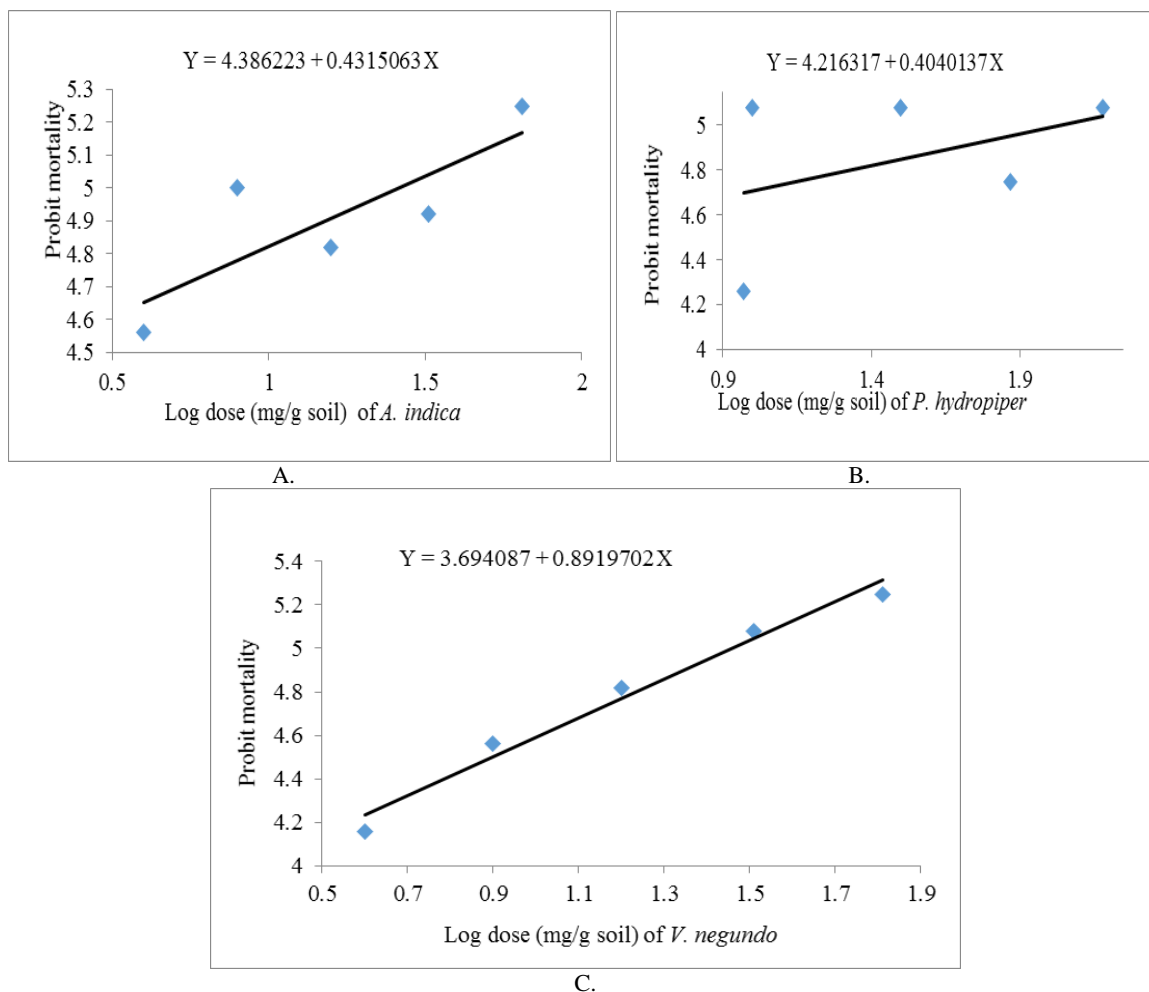 Y = 4.386223 + 0.4315063X
Probit mortality
5.3
5.2
5.1
5
4.9
4.8
4.7
4.6
4.5
0.5 1 1.5 2
Log dose (mg/g soil) of A. indica
A.
Y = 4.216317 + 0.4040137X
Probit mortality
5
4.8
4.6
4.4
4.2
4
0.9 1.4 1.9
Log dose (mg/g soil) of P. hydropiper
B.
Y = 3.694087 + 0.8919702X
Probit mortality
5.4
5.2
5
4.8
4.6
4.4
4.2
4
0.5 0.7 0.9 1.1 1.3 1.5 1.7 1.9
Log dose (mg/g soil) of V. negundo
C.